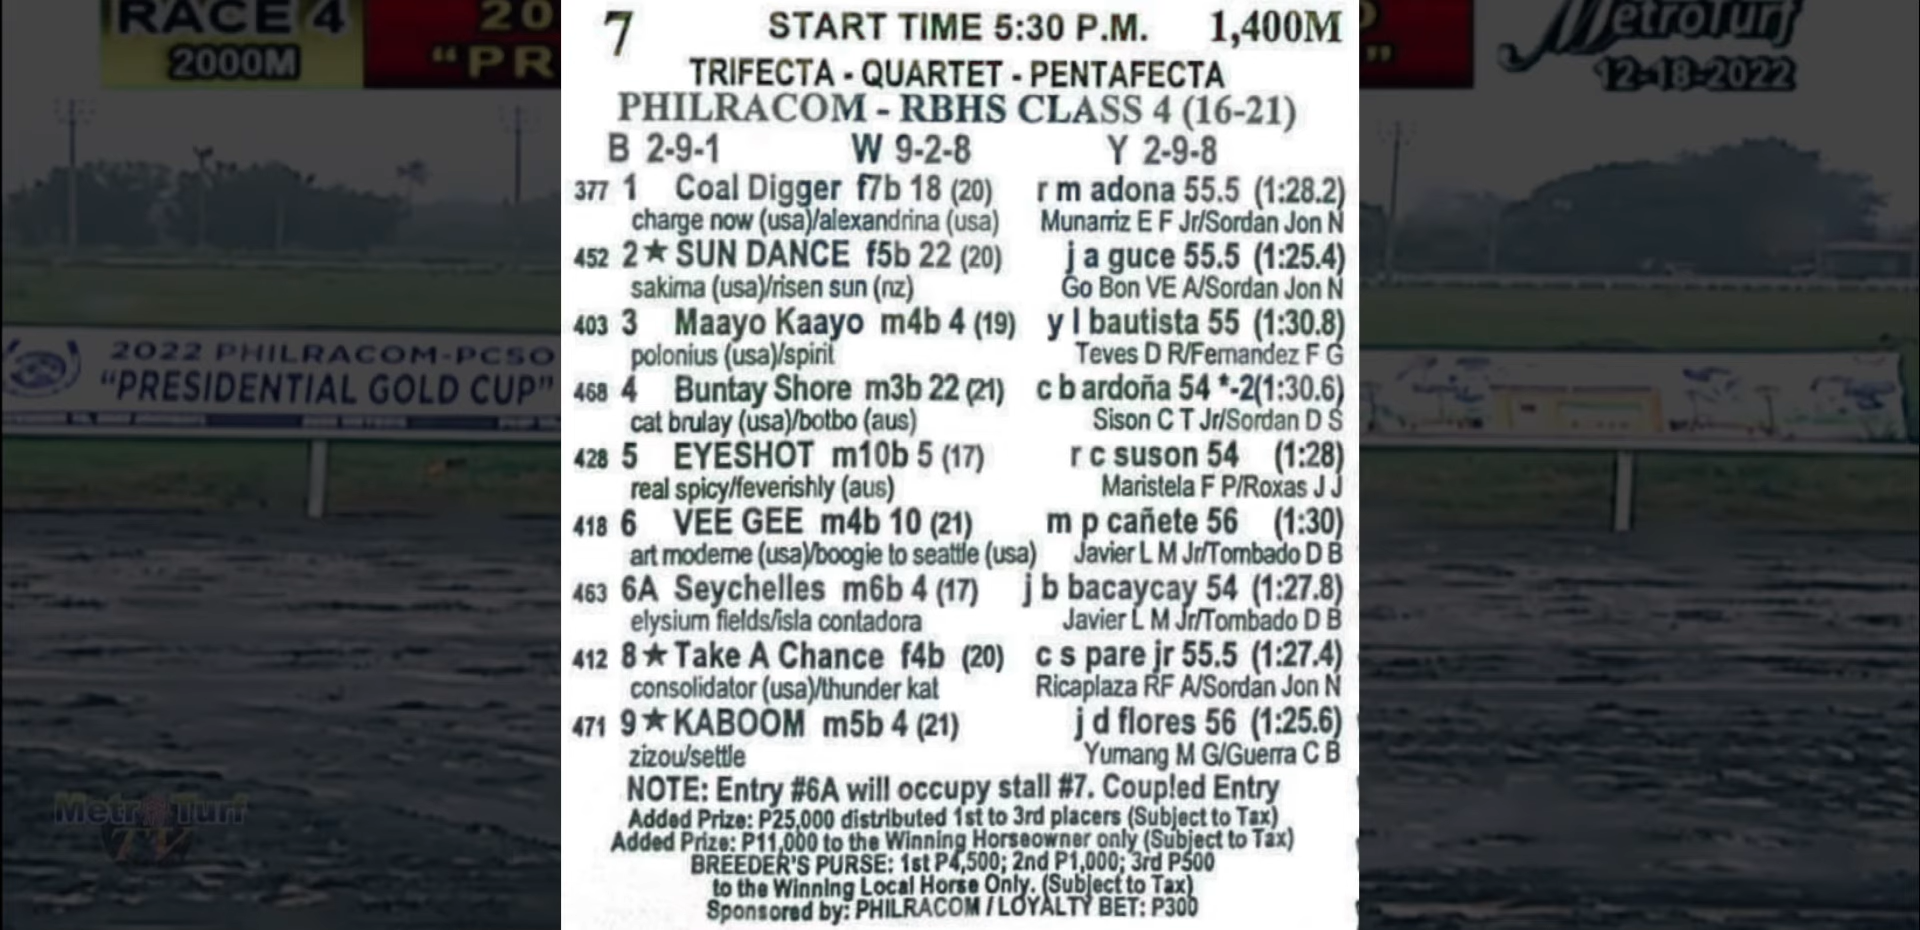 RACE 4
2000M
20
"PR
"
MetroTurf
12-18-2022
2022 PHILRACOM-PCSO
"PRESIDENTIAL GOLD CUP"
MetroTurf
TV
7 START TIME 5:30 P.M. 1,400M
TRIFECTA - QUARTET - PENTAFECTA
PHILRACOM - RBHS CLASS 4 (16-21)
B 2-9-1 W 9-2-8 Y 2-9-8
377 1 Coal Digger f7b 18 (20) r m adona 55.5 (1:28.2)
charge now (usa)/alexandrina (usa) Munarriz E F Jr/Sordan Jon N
452 2★ SUN DANCE f5b 22 (20) j a guce 55.5 (1:25.4)
sakima (usa)/risen sun (nz) Go Bon VE A/Sordan Jon N
403 3 Maayo Kaayo m4b 4 (19) y l bautista 55 (1:30.8)
polonius (usa)/spirit Teves D R/Fernandez F G
468 4 Buntay Shore m3b 22 (21) c b ardoña 54 *-2(1:30.6)
cat brulay (usa)/botbo (aus) Sison C T Jr/Sordan D S
428 5 EYESHOT m10b 5 (17) r c suson 54 (1:28)
real spicy/feverishly (aus) Maristela F P/Roxas J J
418 6 VEE GEE m4b 10 (21) m p cañete 56 (1:30)
art moderne (usa)/boogie to seattle (usa) Javier L M Jr/Tombado D B
463 6A Seychelles m6b 4 (17) j b bacaycay 54 (1:27.8)
elysium fields/isla contadora Javier L M Jr/Tombado D B
412 8★ Take A Chance f4b (20) c s pare jr 55.5 (1:27.4)
consolidator (usa)/thunder kat Ricaplaza RF A/Sordan Jon N
471 9★ KABOOM m5b 4 (21) j d flores 56 (1:25.6)
zizou/settle Yumang M G/Guerra C B
NOTE: Entry #6A will occupy stall #7. Coupled Entry
Added Prize: P25,000 distributed 1st to 3rd placers (Subject to Tax)
Added Prize: P11,000 to the Winning Horseowner only (Subject to Tax)
BREEDER'S PURSE: 1st P4,500; 2nd P1,000; 3rd P500
to the Winning Local Horse Only. (Subject to Tax)
Sponsored by: PHILRACOM / LOYALTY BET: P300